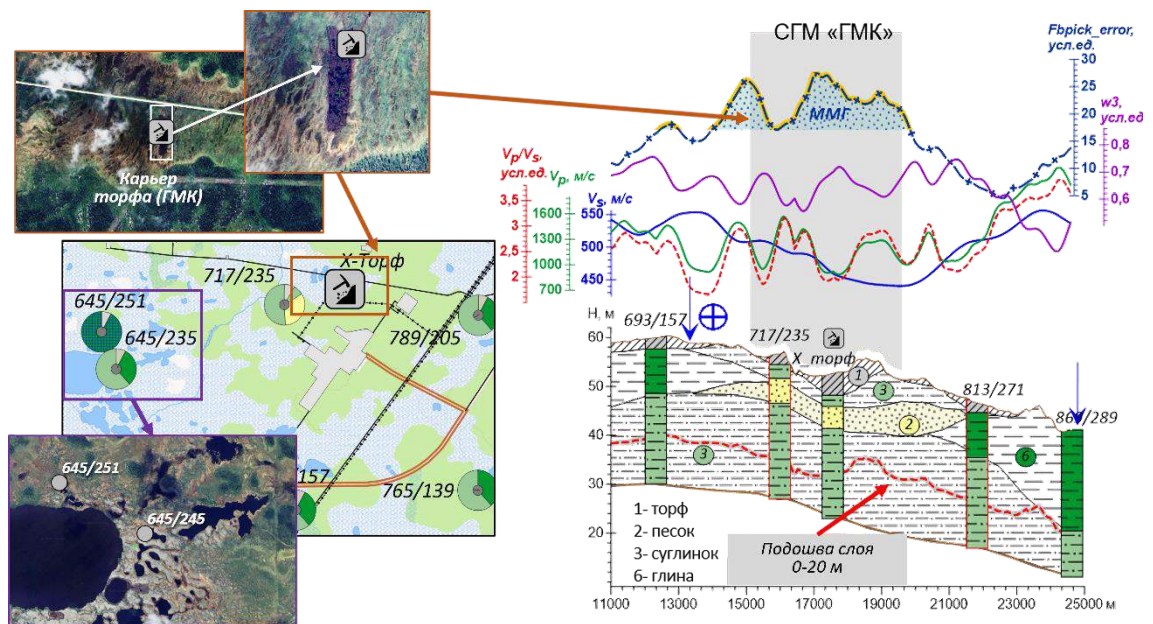 Карьер
торфа (ГМК)
717/235
Х-Торф
645/251
645/235
789/205
/157
765/139
645/251
645/245
СГМ «ГМК»
Fbpick_error,
усл.ед.
30
25
20
15
10
5
w3,
усл.ед
0,8
0,7
0,6
ММГ
Vp/Vs,
усл.ед.
3,5
3
2,5
2
Vp, м/с
1600
1300
1000
700
Vs, м/с
550
500
450
Н, м
60
50
40
30
20
693/157
717/235
Х_торф
813/271
/289
1
3
2
3
6
1- торф
2- песок
3- суглинок
6- глина
Подошва слоя
0-20 м
11000 13000 15000 17000 19000 21000 23000 25000 м